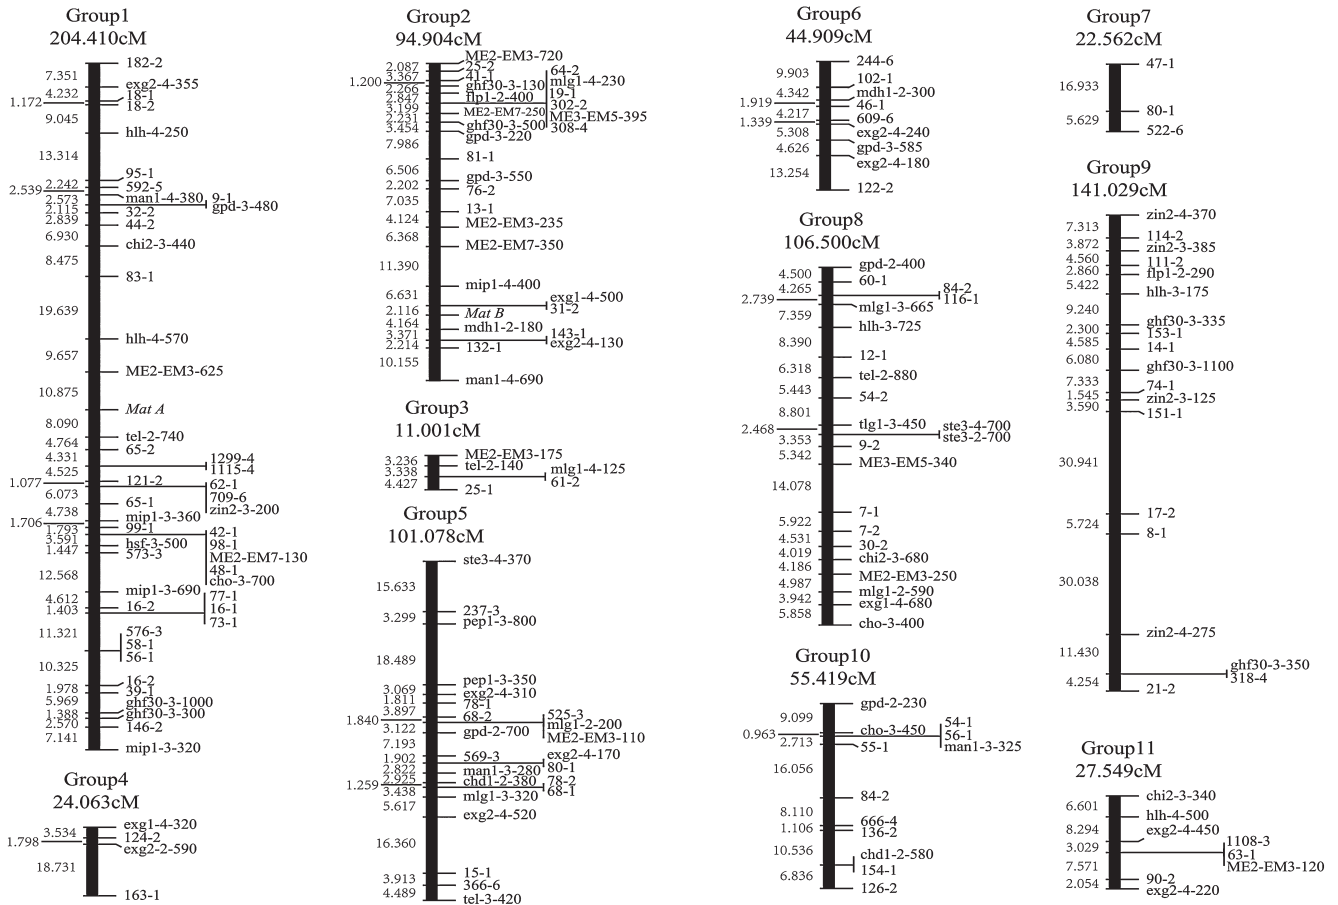 Group1
204.410cM
7.351
4.232
1.172
9.045
13.314
2.242
2.539
2.573
2.115
2.839
6.930
8.475
19.639
9.657
10.875
8.090
4.764
4.331
4.525
1.077
6.073
4.738
1.706
1.793
3.591
1.447
12.568
4.612
1.403
11.321
10.325
1.978
5.969
1.388
2.570
7.141
182-2
exg2-4-355
18-1
18-2
hlh-4-250
95-1
592-5
man1-4-380
9-1
gpd-3-480
32-2
44-2
chi2-3-440
83-1
hlh-4-570
ME2-EM3-625
Mat A
tel-2-740
65-2
1299-4
1115-4
121-2
62-1
709-6
zin2-3-200
65-1
mip1-3-360
99-1
42-1
98-1
ME2-EM7-130
48-1
cho-3-700
hsf-3-500
573-3
mip1-3-690
77-1
16-1
73-1
16-2
576-3
58-1
56-1
16-2
39-1
ghf30-3-1000
ghf30-3-300
146-2
mip1-3-320
Group4
24.063cM
3.534
1.798
18.731
exg1-4-320
124-2
exg2-2-590
163-1
Group2
94.904cM
2.087
3.367
1.200
2.266
2.847
3.199
2.231
3.454
7.986
6.506
2.202
7.035
4.124
6.368
11.390
6.631
2.116
4.164
3.371
2.214
10.155
ME2-EM3-720
25-2
41-1
ghf30-3-130
flp1-2-400
64-2
mlg1-4-230
19-1
302-2
ME3-EM5-395
308-4
ME2-EM7-250
ghf30-3-500
gpd-3-220
81-1
gpd-3-550
76-2
13-1
ME2-EM3-235
ME2-EM7-350
mip1-4-400
exg1-4-500
31-2
Mat B
mdh1-2-180
143-1
exg2-4-130
132-1
man1-4-690
Group3
11.001cM
3.236
3.338
4.427
ME2-EM3-175
tel-2-140
mlg1-4-125
61-2
25-1
Group5
101.078cM
15.633
3.299
18.489
3.069
1.811
3.897
1.840
3.122
7.193
1.902
2.822
2.925
1.259
3.438
5.617
16.360
3.913
4.489
ste3-4-370
237-3
pep1-3-800
pep1-3-350
exg2-4-310
78-1
68-2
525-3
mlg1-2-200
ME2-EM3-110
gpd-2-700
569-3
exg2-4-170
80-1
man1-3-280
chd1-2-380
78-2
68-1
mlg1-3-320
exg2-4-520
15-1
366-6
tel-3-420
Group6
44.909cM
9.903
4.342
1.919
4.217
1.339
5.308
4.626
13.254
244-6
102-1
mdh1-2-300
46-1
609-6
exg2-4-240
gpd-3-585
exg2-4-180
122-2
Group8
106.500cM
4.500
4.265
2.739
7.359
8.390
6.318
5.443
8.801
2.468
3.353
5.342
14.078
5.922
4.531
4.019
4.186
4.987
3.942
5.858
gpd-2-400
60-1
84-2
116-1
mlg1-3-665
hlh-3-725
12-1
tel-2-880
54-2
tlg1-3-450
ste3-4-700
ste3-2-700
9-2
ME3-EM5-340
7-1
7-2
30-2
chi2-3-680
ME2-EM3-250
mlg1-2-590
exg1-4-680
cho-3-400
Group10
55.419cM
9.099
0.963
2.713
16.056
8.110
1.106
10.536
6.836
gpd-2-230
cho-3-450
54-1
56-1
man1-3-325
55-1
84-2
666-4
136-2
chd1-2-580
154-1
126-2
Group7
22.562cM
16.933
5.629
47-1
80-1
522-6
Group9
141.029cM
7.313
3.872
4.560
2.860
5.422
9.240
2.300
4.585
6.080
7.333
1.545
3.590
30.941
5.724
30.038
11.430
4.254
zin2-4-370
114-2
zin2-3-385
111-2
flp1-2-290
hlh-3-175
ghf30-3-335
153-1
14-1
ghf30-3-1100
74-1
zin2-3-125
151-1
17-2
8-1
zin2-4-275
ghf30-3-350
318-4
21-2
Group11
27.549cM
6.601
8.294
3.029
7.571
2.054
chi2-3-340
hlh-4-500
exg2-4-450
1108-3
63-1
ME2-EM3-120
90-2
exg2-4-220